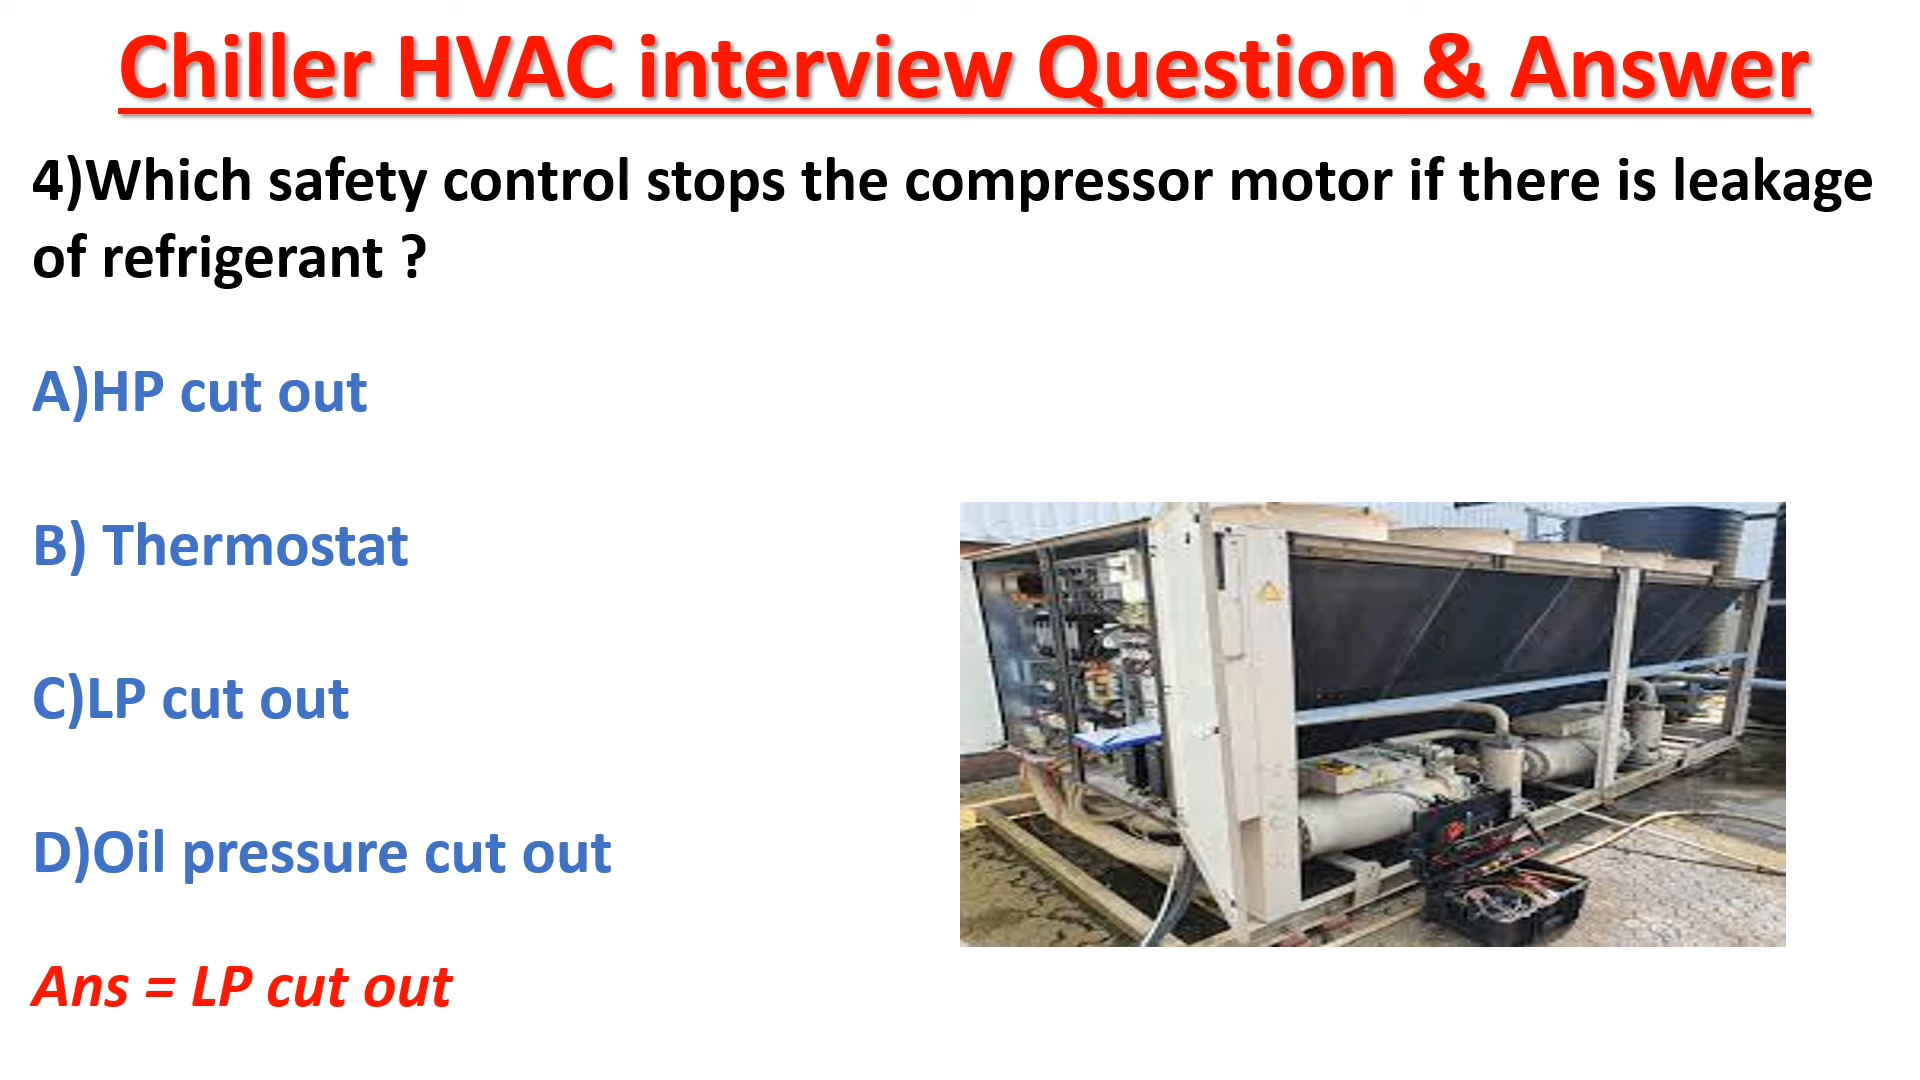 Chiller HVAC interview Question & Answer
4)Which safety control stops the compressor motor if there is leakage
of refrigerant ?
A)HP cut out
B) Thermostat
C)LP cut out
D)Oil pressure cut out
Ans = LP cut out